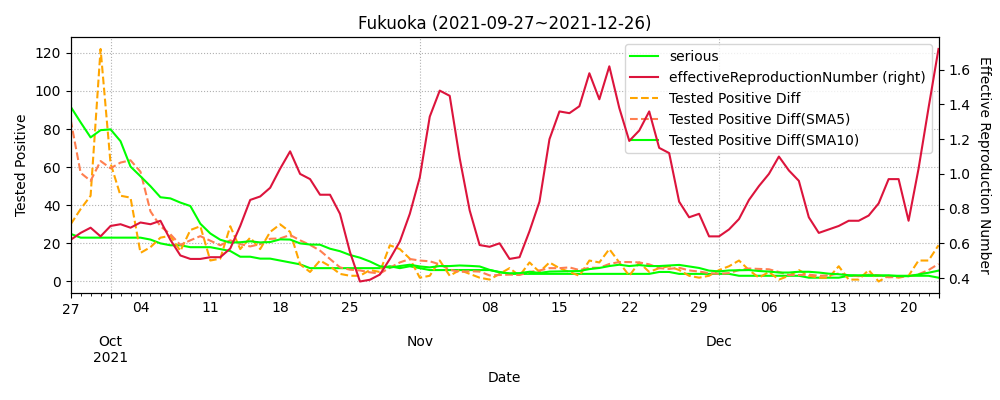 Fukuoka (2021-09-27~2021-12-26)
serious
effectiveReproductionNumber (right)
Tested Positive Diff
Tested Positive Diff(SMA5)
Tested Positive Diff(SMA10)
Tested Positive
120
100
80
60
40
20
0
1.6
1.4
1.2
1.0
0.8
0.6
0.4
Effective Reproduction Number
27 04 11 18 25 08 15 22 29 06 13 20
Oct Nov Dec
2021
Date